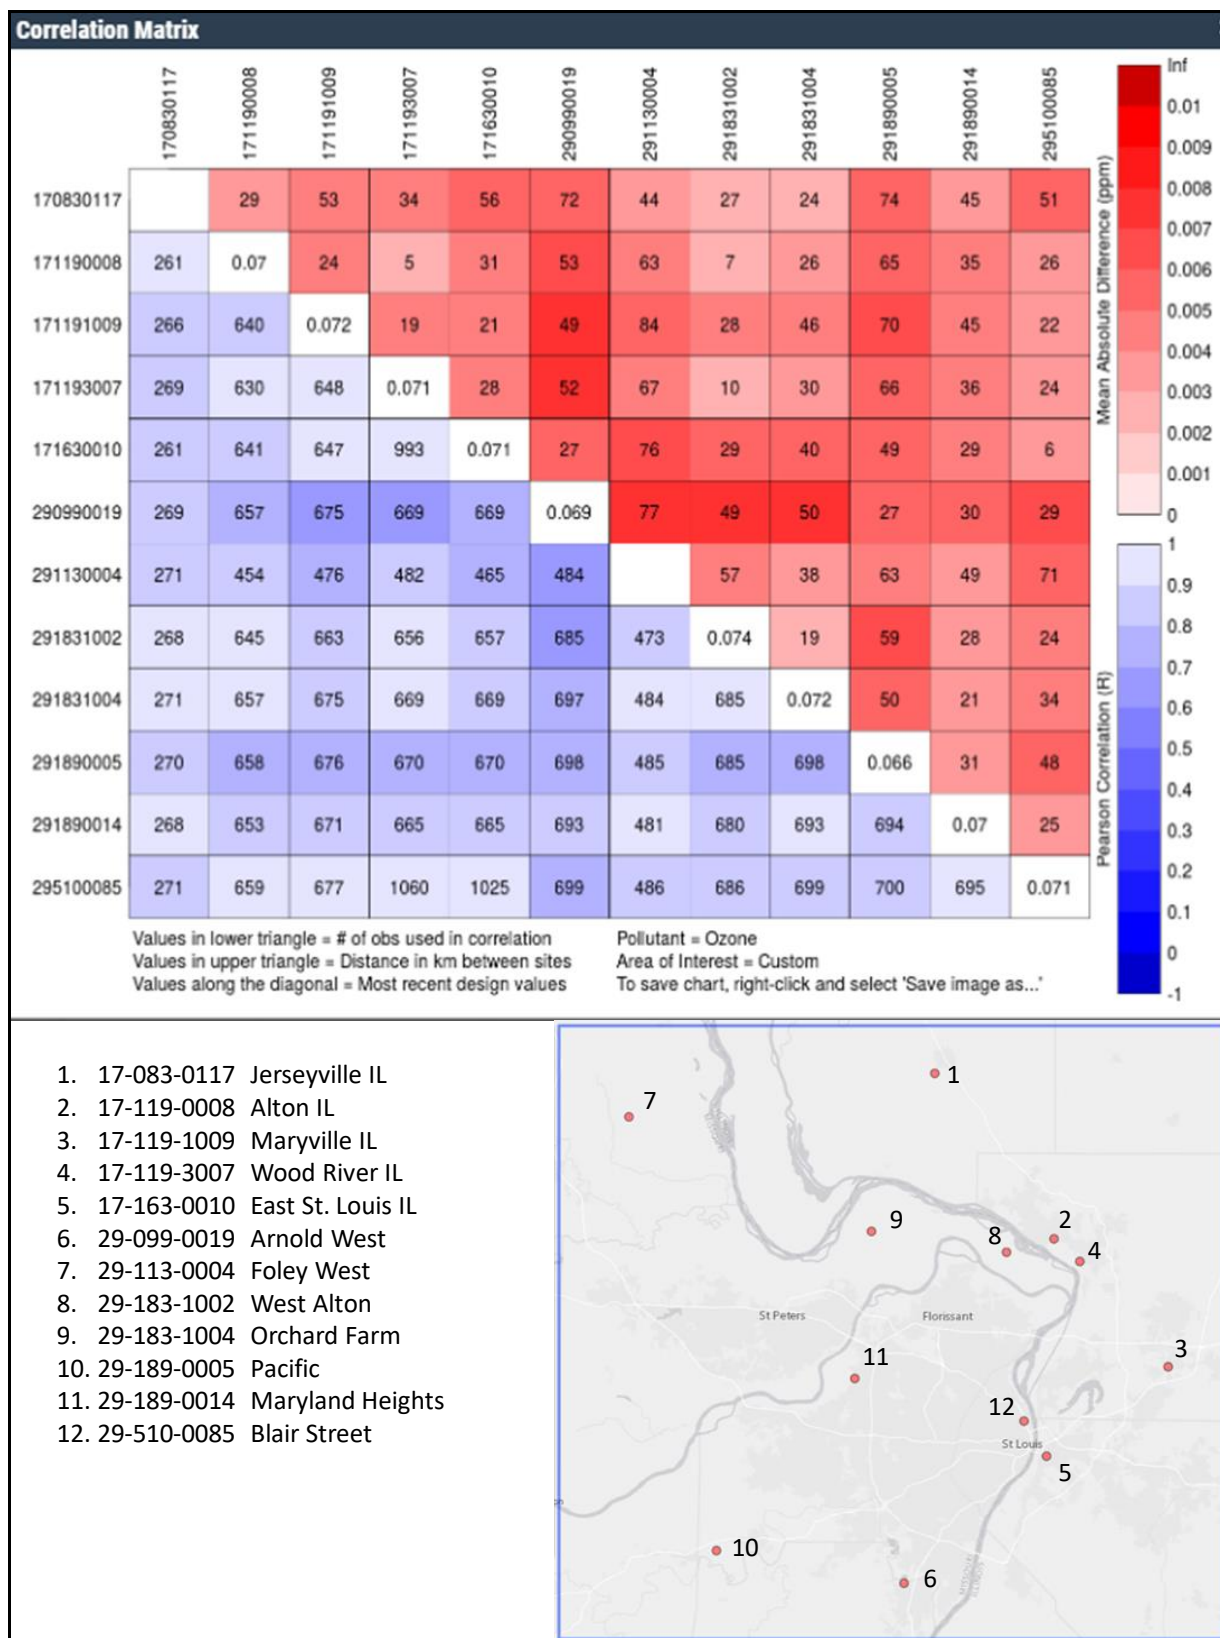 Correlation Matrix
170830117 171190008 171191009 171193007 171630010 290990019 291130004 291831002 291831004 291890005 291890014 295100085
170830117 29 53 34 56 72 44 27 24 74 45 51
171190008 261 0.07 24 5 31 53 63 7 26 65 35 26
171191009 266 640 0.072 19 21 49 84 28 46 70 45 22
171193007 269 630 648 0.071 28 52 67 10 30 66 36 24
171630010 261 641 647 993 0.071 27 76 29 40 49 29 6
290990019 269 657 675 669 669 0.069 77 49 50 27 30 29
291130004 271 454 476 482 465 484 57 38 63 49 71
291831002 268 645 663 656 657 685 473 0.074 19 59 28 24
291831004 271 657 675 669 669 697 484 685 0.072 50 21 34
291890005 270 658 676 670 670 698 485 685 698 0.066 31 48
291890014 268 653 671 665 665 693 481 680 693 694 0.07 25
295100085 271 659 677 1060 1025 699 486 686 699 700 695 0.071
Mean Absolute Difference (ppm)
Inf
0.01
0.009
0.008
0.007
0.006
0.005
0.004
0.003
0.002
0.001
0
Pearson Correlation (R)
1
0.9
0.8
0.7
0.6
0.5
0.4
0.3
0.2
0.1
0
-1
Values in lower triangle = # of obs used in correlation
Values in upper triangle = Distance in km between sites
Values along the diagonal = Most recent design values
Pollutant = Ozone
Area of Interest = Custom
To save chart, right-click and select 'Save image as...'
1. 17-083-0117 Jerseyville IL
2. 17-119-0008 Alton IL
3. 17-119-1009 Maryville IL
4. 17-119-3007 Wood River IL
5. 17-163-0010 East St. Louis IL
6. 29-099-0019 Arnold West
7. 29-113-0004 Foley West
8. 29-183-1002 West Alton
9. 29-183-1004 Orchard Farm
10. 29-189-0005 Pacific
11. 29-189-0014 Maryland Heights
12. 29-510-0085 Blair Street
1
7
9
2
8
4
St Peters
Florissant
3
11
12
St Louis
5
10
6
MISSOURI
ILLINOIS